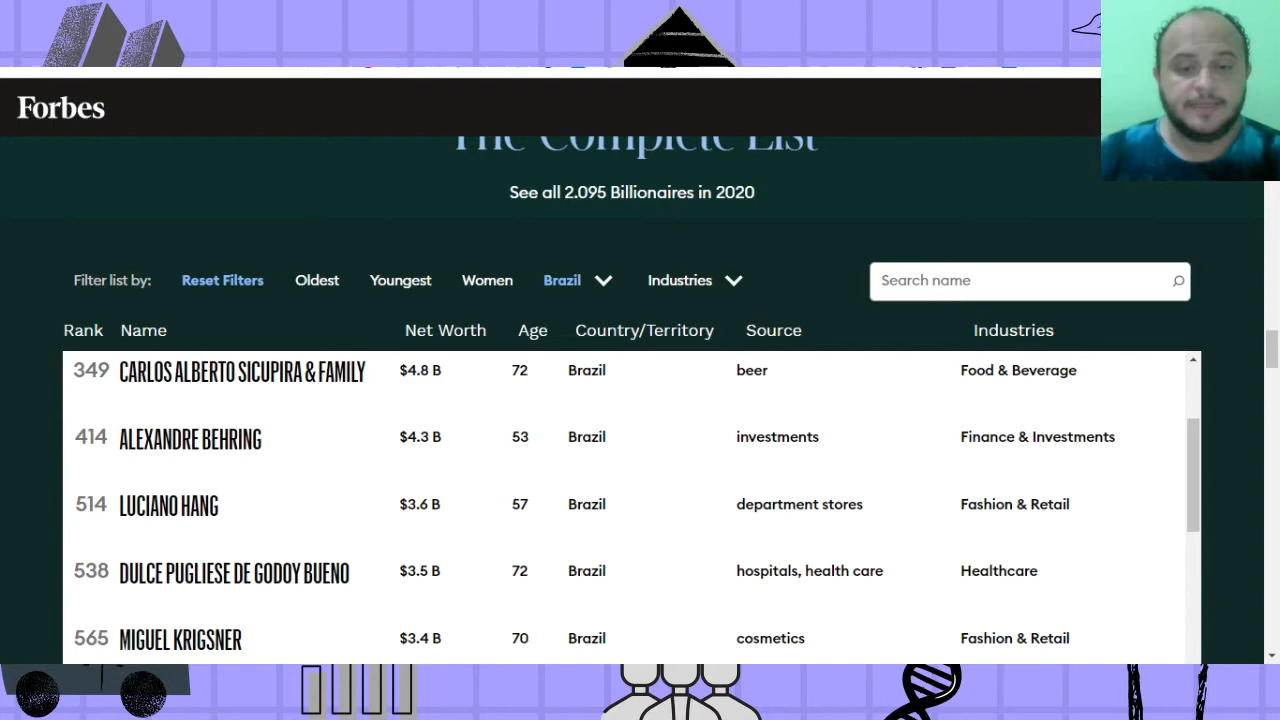 Forbes
The Complete List
See all 2.095 Billionaires in 2020
Filter list by: Reset Filters Oldest Youngest Women Brazil Industries Search name
Rank Name Net Worth Age Country/Territory Source Industries
349 CARLOS ALBERTO SICUPIRA & FAMILY $4.8 B 72 Brazil beer Food & Beverage
414 ALEXANDRE BEHRING $4.3 B 53 Brazil investments Finance & Investments
514 LUCIANO HANG $3.6 B 57 Brazil department stores Fashion & Retail
538 DULCE PUGLIESE DE GODOY BUENO $3.5 B 72 Brazil hospitals, health care Healthcare
565 MIGUEL KRIGSNER $3.4 B 70 Brazil cosmetics Fashion & Retail